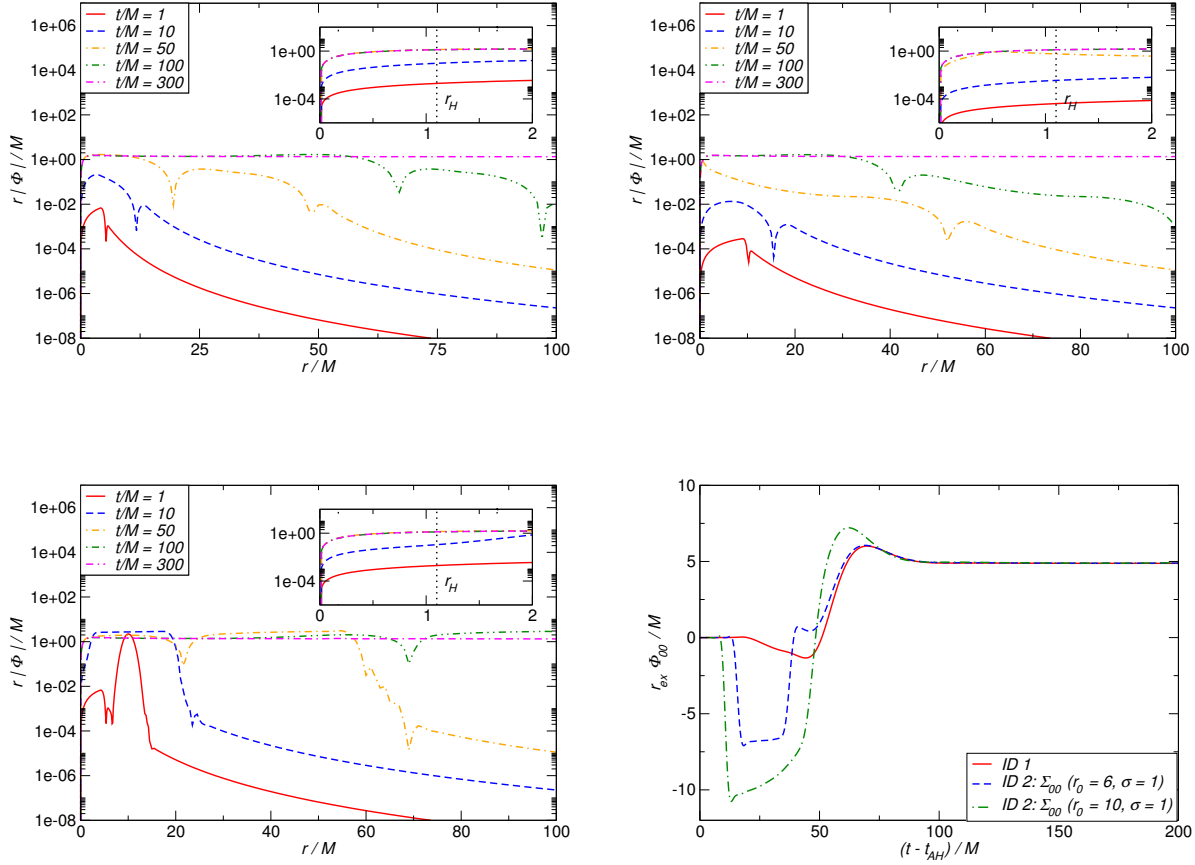 t/M = 1
t/M = 10
t/M = 50
t/M = 100
t/M = 300
1e+06
1e+04
1e+02
1e+00
1e-02
1e-04
1e-06
1e-08
r | Φ | / M
0 25 50 75 100
r / M
1e+00
1e-04
r_H
0 1 2
t/M = 1
t/M = 10
t/M = 50
t/M = 100
t/M = 300
1e+06
1e+04
1e+02
1e+00
1e-02
1e-04
1e-06
1e-08
r | Φ | / M
0 20 40 60 80 100
r / M
1e+00
1e-04
r_H
0 1 2
t/M = 1
t/M = 10
t/M = 50
t/M = 100
t/M = 300
1e+06
1e+04
1e+02
1e+00
1e-02
1e-04
1e-06
1e-08
r | Φ | / M
0 20 40 60 80 100
r / M
1e+00
1e-04
r_H
0 1 2
10
5
0
-5
-10
r_ex Φ_00 / M
0 50 100 150 200
(t - t_AH) / M
ID 1
ID 2: Σ_00 (r_0 = 6, σ = 1)
ID 2: Σ_00 (r_0 = 10, σ = 1)